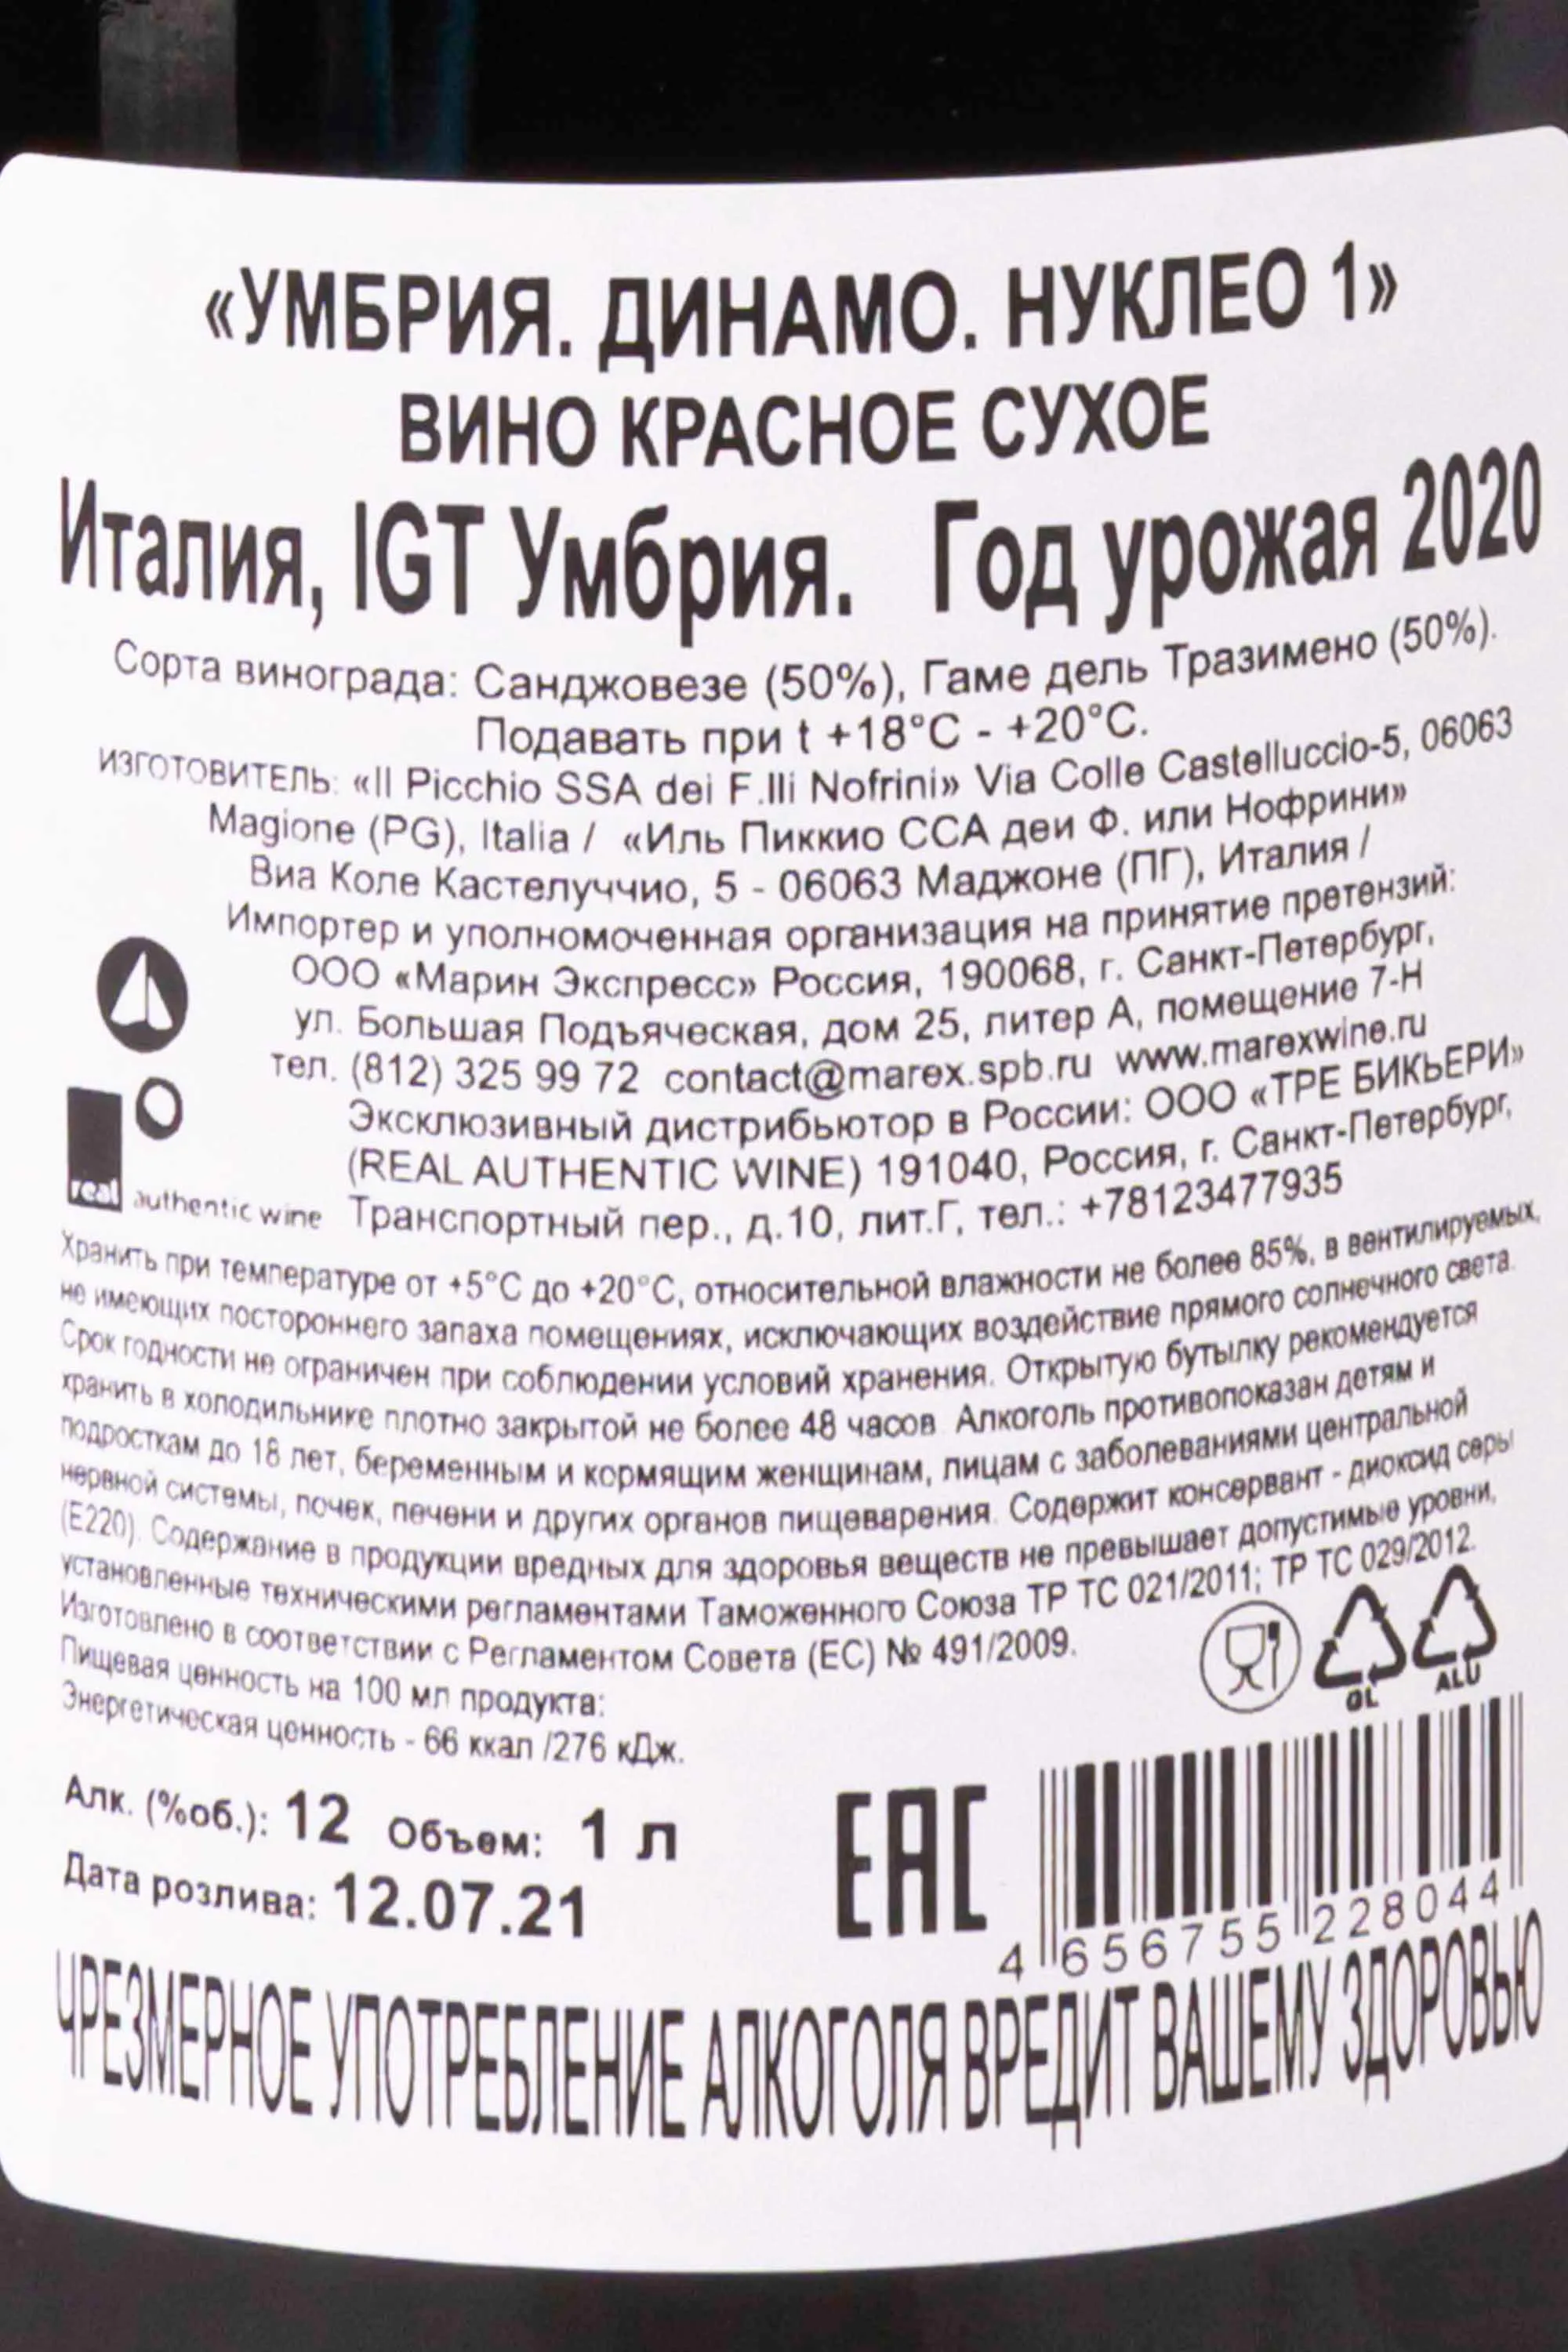 «УМБРИЯ. ДИНАМО. НУКЛЕО 1»
ВИНО КРАСНОЕ СУХОЕ
Италия, IGT Умбрия. Год урожая 2020
Сорта винограда: Санджовезе (50%), Гаме дель Тразимено (50%).
Подавать при t +18°C - +20°C.
ИЗГОТОВИТЕЛЬ: «Il Picchio SSA dei F.lli Nofrini» Via Colle Castelluccio-5, 06063
Magione (PG), Italia / «Иль Пиккио ССА деи Ф. или Нофрини»
Виа Коле Кастелуччио, 5 - 06063 Маджоне (ПГ), Италия /
Импортер и уполномоченная организация на принятие претензий:
ООО «Марин Экспресс» Россия, 190068, г. Санкт-Петербург,
ул. Большая Подъяческая, дом 25, литер А, помещение 7-Н
тел. (812) 325 99 72 contact@marex.spb.ru www.marexwine.ru
Эксклюзивный дистрибьютор в России: ООО «ТРЕ БИКЬЕРИ»
(REAL AUTHENTIC WINE) 191040, Россия, г. Санкт-Петербург,
real authentic wine Транспортный пер., д.10, лит.Г, тел.: +78123477935
Хранить при температуре от +5°C до +20°C, относительной влажности не более 85%, в вентилируемых,
не имеющих постороннего запаха помещениях, исключающих воздействие прямого солнечного света.
Срок годности не ограничен при соблюдении условий хранения. Открытую бутылку рекомендуется
хранить в холодильнике плотно закрытой не более 48 часов. Алкоголь противопоказан детям и
подросткам до 18 лет, беременным и кормящим женщинам, лицам с заболеваниями центральной
нервной системы, почек, печени и других органов пищеварения. Содержит консервант - диоксид серы
(Е220). Содержание в продукции вредных для здоровья веществ не превышает допустимые уровни,
установленные техническими регламентами Таможенного Союза ТР ТС 021/2011; ТР ТС 029/2012.
Изготовлено в соответствии с Регламентом Совета (ЕС) № 491/2009.
Пищевая ценность на 100 мл продукта:
Энергетическая ценность - 66 ккал /276 кДж.
GL ALU
Алк. (%об.): 12 Объем: 1 л
Дата розлива: 12.07.21
EAC
4 656755 228044
ЧРЕЗМЕРНОЕ УПОТРЕБЛЕНИЕ АЛКОГОЛЯ ВРЕДИТ ВАШЕМУ ЗДОРОВЬЮ